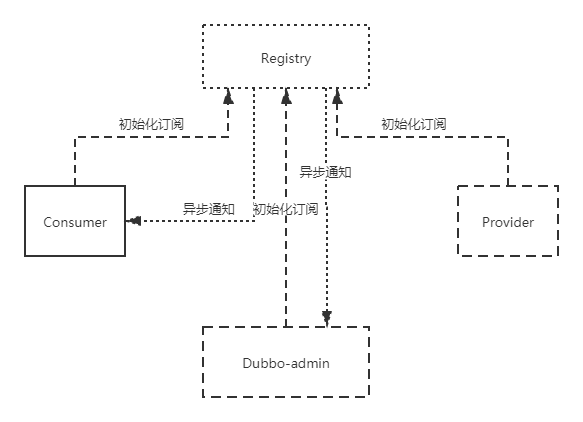 Registry
初始化订阅
初始化订阅
异步通知
异步通知
初始化订阅
Consumer
Provider
Dubbo-admin